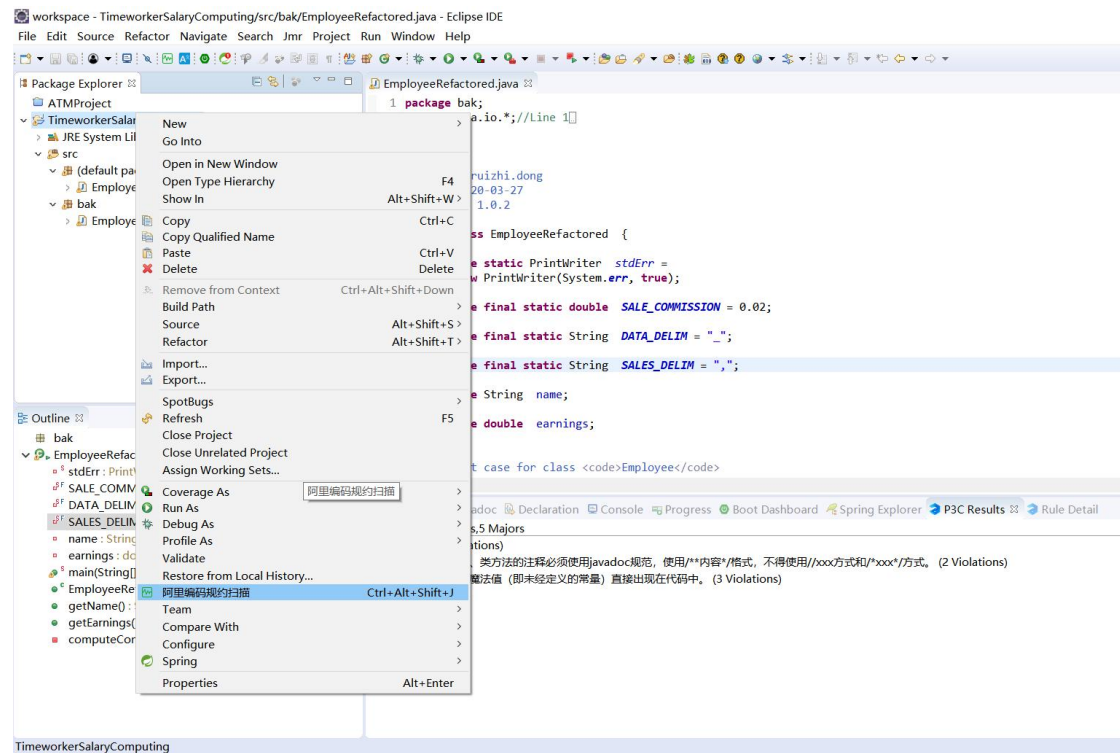 workspace - TimeworkerSalaryComputing/src/bak/EmployeeRefactored.java - Eclipse IDE
File Edit Source Refactor Navigate Search Jmr Project Run Window Help
Package Explorer
ATMProject
TimeworkerSalar
JRE System Lil
src
(default pa
Employe
bak
Employe
New
Go Into
Open in New Window
Open Type Hierarchy F4
Show In Alt+Shift+W
Copy Ctrl+C
Copy Qualified Name
Paste Ctrl+V
Delete Delete
Remove from Context Ctrl+Alt+Shift+Down
Build Path
Source Alt+Shift+S
Refactor Alt+Shift+T
Import...
Export...
SpotBugs
Refresh F5
Close Project
Close Unrelated Project
Assign Working Sets...
Coverage As
Run As
Debug As
Profile As
Validate
Restore from Local History...
阿里编码规约扫描 Ctrl+Alt+Shift+J
Team
Compare With
Configure
Spring
Properties Alt+Enter
阿里编码规约扫描
EmployeeRefactored.java
1 package bak;
a.io.*;//Line 1
ruizhi.dong
20-03-27
1.0.2
ss EmployeeRefactored {
e static PrintWriter stdErr =
w PrintWriter(System.err, true);
e final static double SALE_COMMISSION = 0.02;
e final static String DATA_DELIM = "_";
e final static String SALES_DELIM = ",";
e String name;
e double earnings;
t case for class <code>Employee</code>
Outline
bak
EmployeeRefac
stdErr : Print
SALE_COMM
DATA_DELIM
SALES_DELIM
name : String
earnings : do
main(String[]
EmployeeRe
getName() :
getEarnings(
computeCor
adoc Declaration Console Progress Boot Dashboard Spring Explorer P3C Results Rule Detail
s,5 Majors
ations)
、类方法的注释必须使用javadoc规范，使用/**内容*/格式，不得使用//xxx方式和/*xxx*/方式。 (2 Violations)
魔法值（即未经定义的常量）直接出现在代码中。 (3 Violations)
TimeworkerSalaryComputing